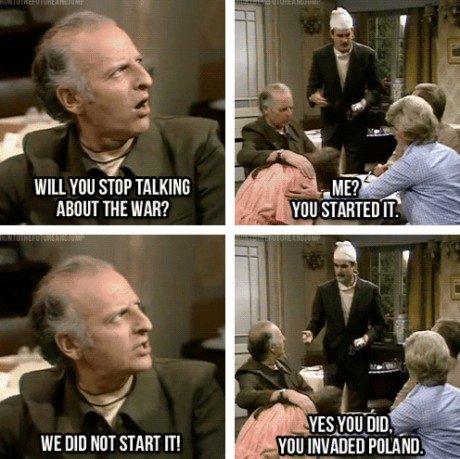 WILL YOU STOP TALKING
ABOUT THE WAR?
ME?
YOU STARTED IT.
WE DID NOT START IT!
YES YOU DID,
YOU INVADED POLAND.